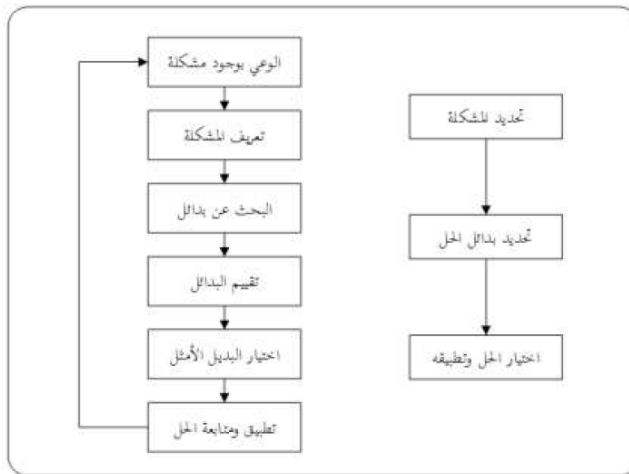 الوعي بوجود مشكلة
تعريف المشكلة
البحث عن بدائل
تقييم البدائل
اختيار البديل الأمثل
تطبيق ومتابعة الحل
تحديد المشكلة
تحديد بدائل الحل
اختيار الحل وتطبيقه